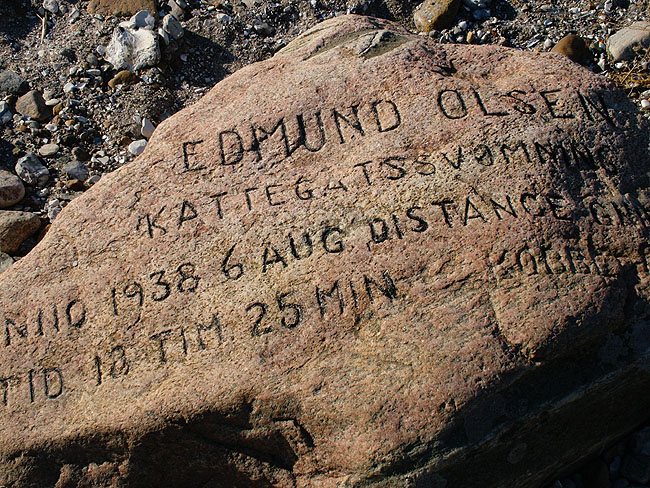 EDMUND OLSEN
KATTEGATSSVØMNING
1938 6 AUG DISTANCE
TID 18 TIM 25 MIN